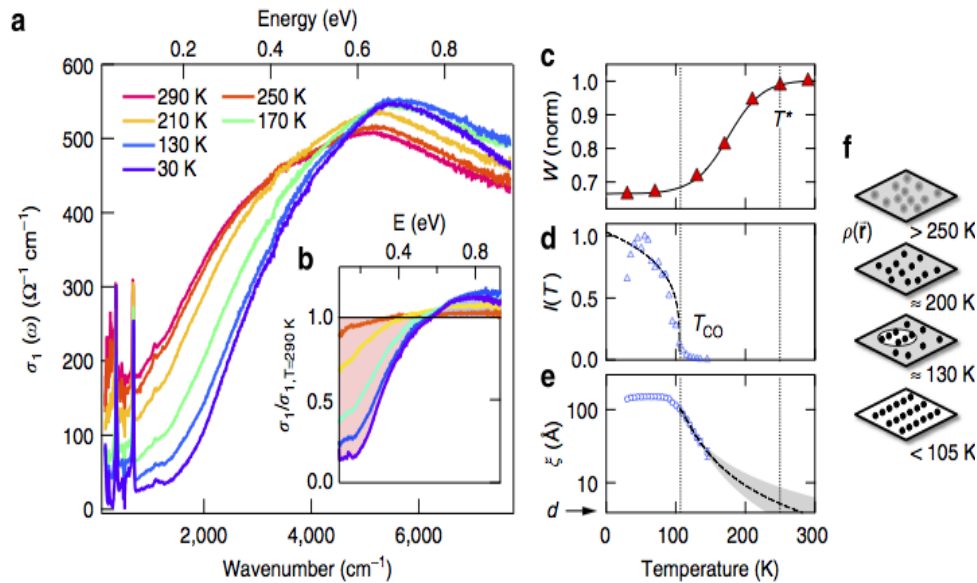 a
Energy (eV)
0.2 0.4 0.6 0.8
600
500
400
300
200
100
0
σ₁ (ω) (Ω⁻¹ cm⁻¹)
290 K 250 K
210 K 170 K
130 K
30 K
2,000 4,000 6,000
Wavenumber (cm⁻¹)
b
E (eV)
0.4 0.8
1.0
0.5
0.0
σ₁/σ₁,T=290 K
c
W (norm)
1.0
0.9
0.8
0.7
T*
d
I(T)
1.0
0.5
0.0
T_CO
e
ξ (Å)
100
10
d
0 100 200 300
Temperature (K)
f
ρ(r⃗)
> 250 K
≈ 200 K
≈ 130 K
< 105 K